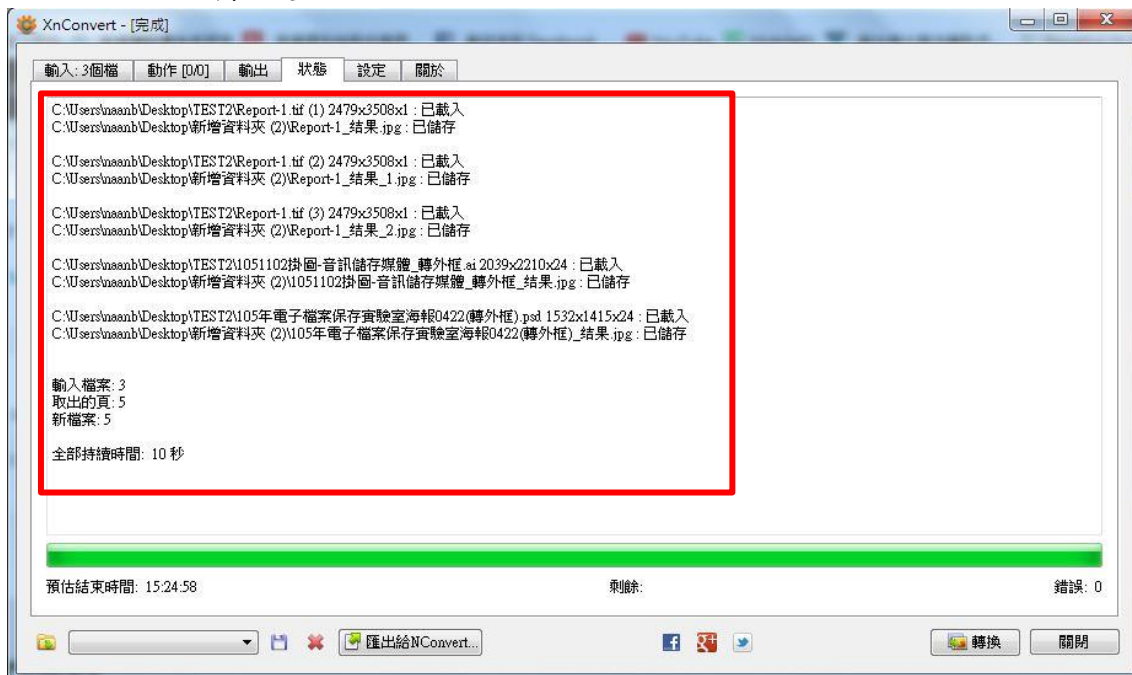 XnConvert - [完成]
輸入: 3個檔 動作 [0/0] 輸出 狀態 設定 關於
C:\Users\naanb\Desktop\TEST2\Report-1.tif (1) 2479x3508x1 : 已載入
C:\Users\naanb\Desktop\新增資料夾 (2)\Report-1_结果.jpg : 已儲存
C:\Users\naanb\Desktop\TEST2\Report-1.tif (2) 2479x3508x1 : 已載入
C:\Users\naanb\Desktop\新增資料夾 (2)\Report-1_结果_1.jpg : 已儲存
C:\Users\naanb\Desktop\TEST2\Report-1.tif (3) 2479x3508x1 : 已載入
C:\Users\naanb\Desktop\新增資料夾 (2)\Report-1_结果_2.jpg : 已儲存
C:\Users\naanb\Desktop\TEST2\1051102掛圖-音訊儲存媒體_轉外框.ai 2039x2210x24 : 已載入
C:\Users\naanb\Desktop\新增資料夾 (2)\1051102掛圖-音訊儲存媒體_轉外框_结果.jpg : 已儲存
C:\Users\naanb\Desktop\TEST2\105年電子檔案保存實驗室海報0422(轉外框).psd 1532x1415x24 : 已載入
C:\Users\naanb\Desktop\新增資料夾 (2)\105年電子檔案保存實驗室海報0422(轉外框)_结果.jpg : 已儲存
輸入檔案: 3
取出的頁: 5
新檔案: 5
全部持續時間: 10 秒
預估結束時間: 15:24:58 剩餘: 錯誤: 0
匯出給NConvert... 轉換 關閉